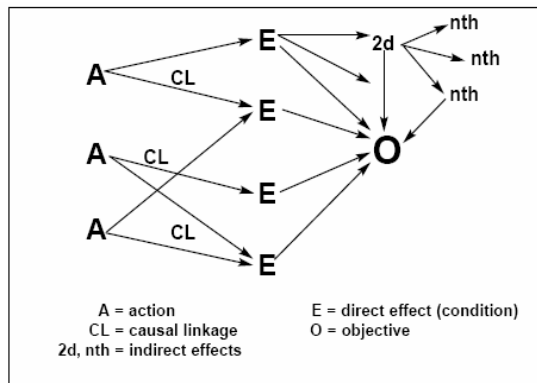 E
2d
nth
nth
nth
A
CL
E
O
A
CL
E
A
CL
E
A = action
CL = causal linkage
2d, nth = indirect effects
E = direct effect (condition)
O = objective